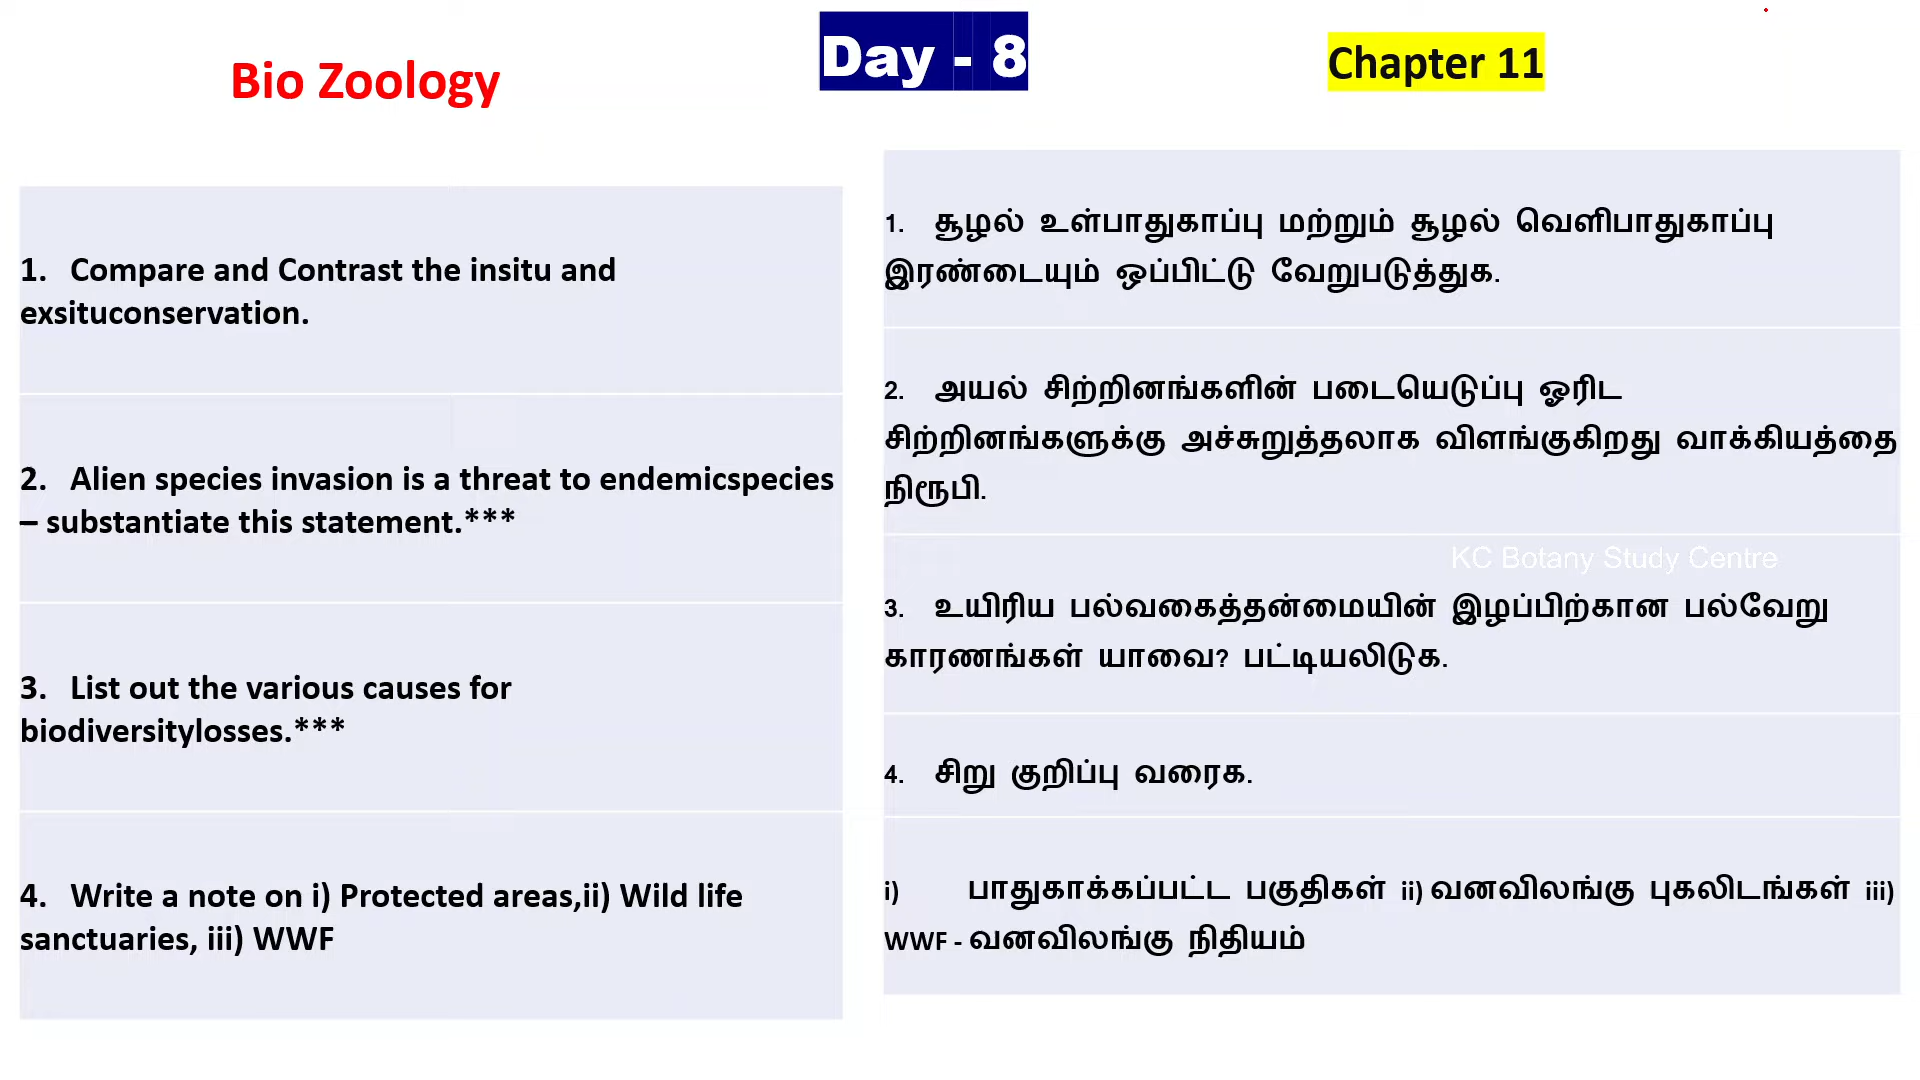 Bio Zoology
Day - 8
Chapter 11
1. Compare and Contrast the insitu and
exsituconservation.
2. Alien species invasion is a threat to endemicspecies
– substantiate this statement.***
3. List out the various causes for
biodiversitylosses.***
4. Write a note on i) Protected areas,ii) Wild life
sanctuaries, iii) WWF
1. சூழல் உள்பாதுகாப்பு மற்றும் சூழல் வெளிபாதுகாப்பு
இரண்டையும் ஒப்பிட்டு வேறுபடுத்துக.
2. அயல் சிற்றினங்களின் படையெடுப்பு ஓரிட
சிற்றினங்களுக்கு அச்சுறுத்தலாக விளங்குகிறது வாக்கியத்தை
நிரூபி.
KC Botany Study Centre
3. உயிரிய பல்வகைத்தன்மையின் இழப்பிற்கான பல்வேறு
காரணங்கள் யாவை? பட்டியலிடுக.
4. சிறு குறிப்பு வரைக.
i) பாதுகாக்கப்பட்ட பகுதிகள் ii) வனவிலங்கு புகலிடங்கள் iii)
WWF - வனவிலங்கு நிதியம்